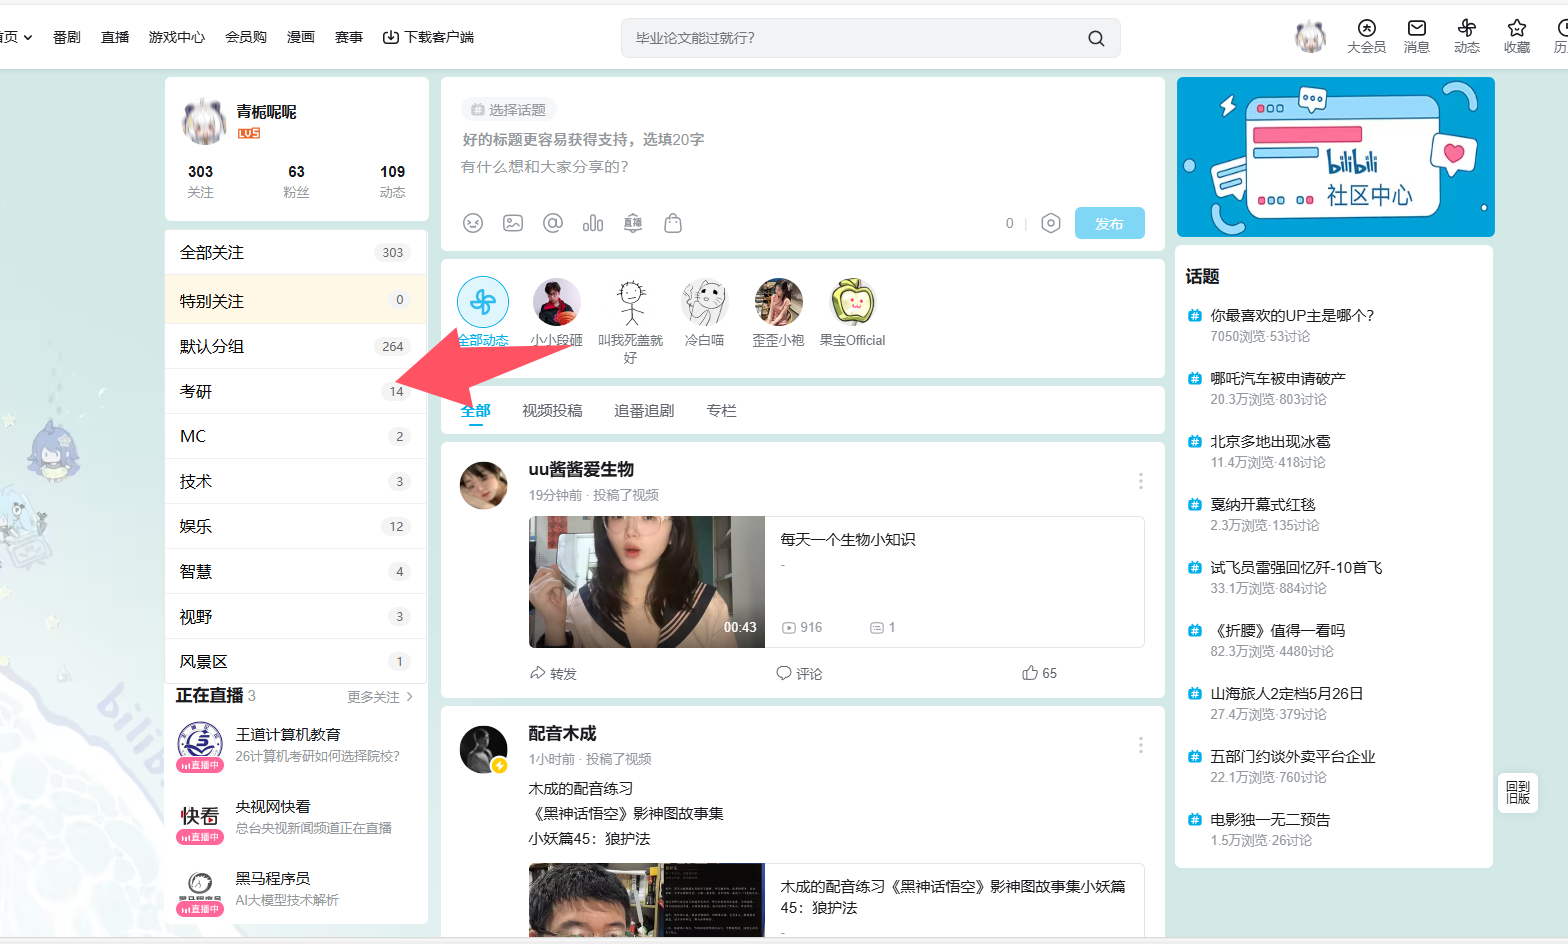 首页
番剧
直播
游戏中心
会员购
漫画
赛事
下载客户端
毕业论文能过就行?
大会员
消息
动态
收藏
青栀呢呢
LV5
303
63
109
关注
粉丝
动态
全部关注
303
特别关注
0
默认分组
264
考研
14
MC
2
技术
3
娱乐
12
智慧
4
视野
3
风景区
1
正在直播 3
更多关注
王道计算机教育
26计算机考研如何选择院校?
直播中
快看
央视网快看
总台央视新闻频道正在直播
直播中
黑马程序员
AI大模型技术解析
直播中
选择话题
好的标题更容易获得支持，选填20字
有什么想和大家分享的?
直播
0
发布
全部动态
小小段砸
叫我死盖就
好
冷白喵
歪歪小袍
果宝Official
全部
视频投稿
追番追剧
专栏
uu酱酱爱生物
19分钟前 · 投稿了视频
00:43
每天一个生物小知识
-
916
1
转发
评论
65
配音木成
1小时前 · 投稿了视频
木成的配音练习
《黑神话悟空》影神图故事集
小妖篇45：狼护法
木成的配音练习《黑神话悟空》影神图故事集小妖篇
45：狼护法
-
bilibili
社区中心
话题
你最喜欢的UP主是哪个?
7050浏览·53讨论
哪吒汽车被申请破产
20.3万浏览·803讨论
北京多地出现冰雹
11.4万浏览·418讨论
戛纳开幕式红毯
2.3万浏览·135讨论
试飞员雷强回忆歼-10首飞
33.1万浏览·884讨论
《折腰》值得一看吗
82.3万浏览·4480讨论
山海旅人2定档5月26日
27.4万浏览·379讨论
五部门约谈外卖平台企业
22.1万浏览·760讨论
电影独一无二预告
1.5万浏览·26讨论
回到
旧版